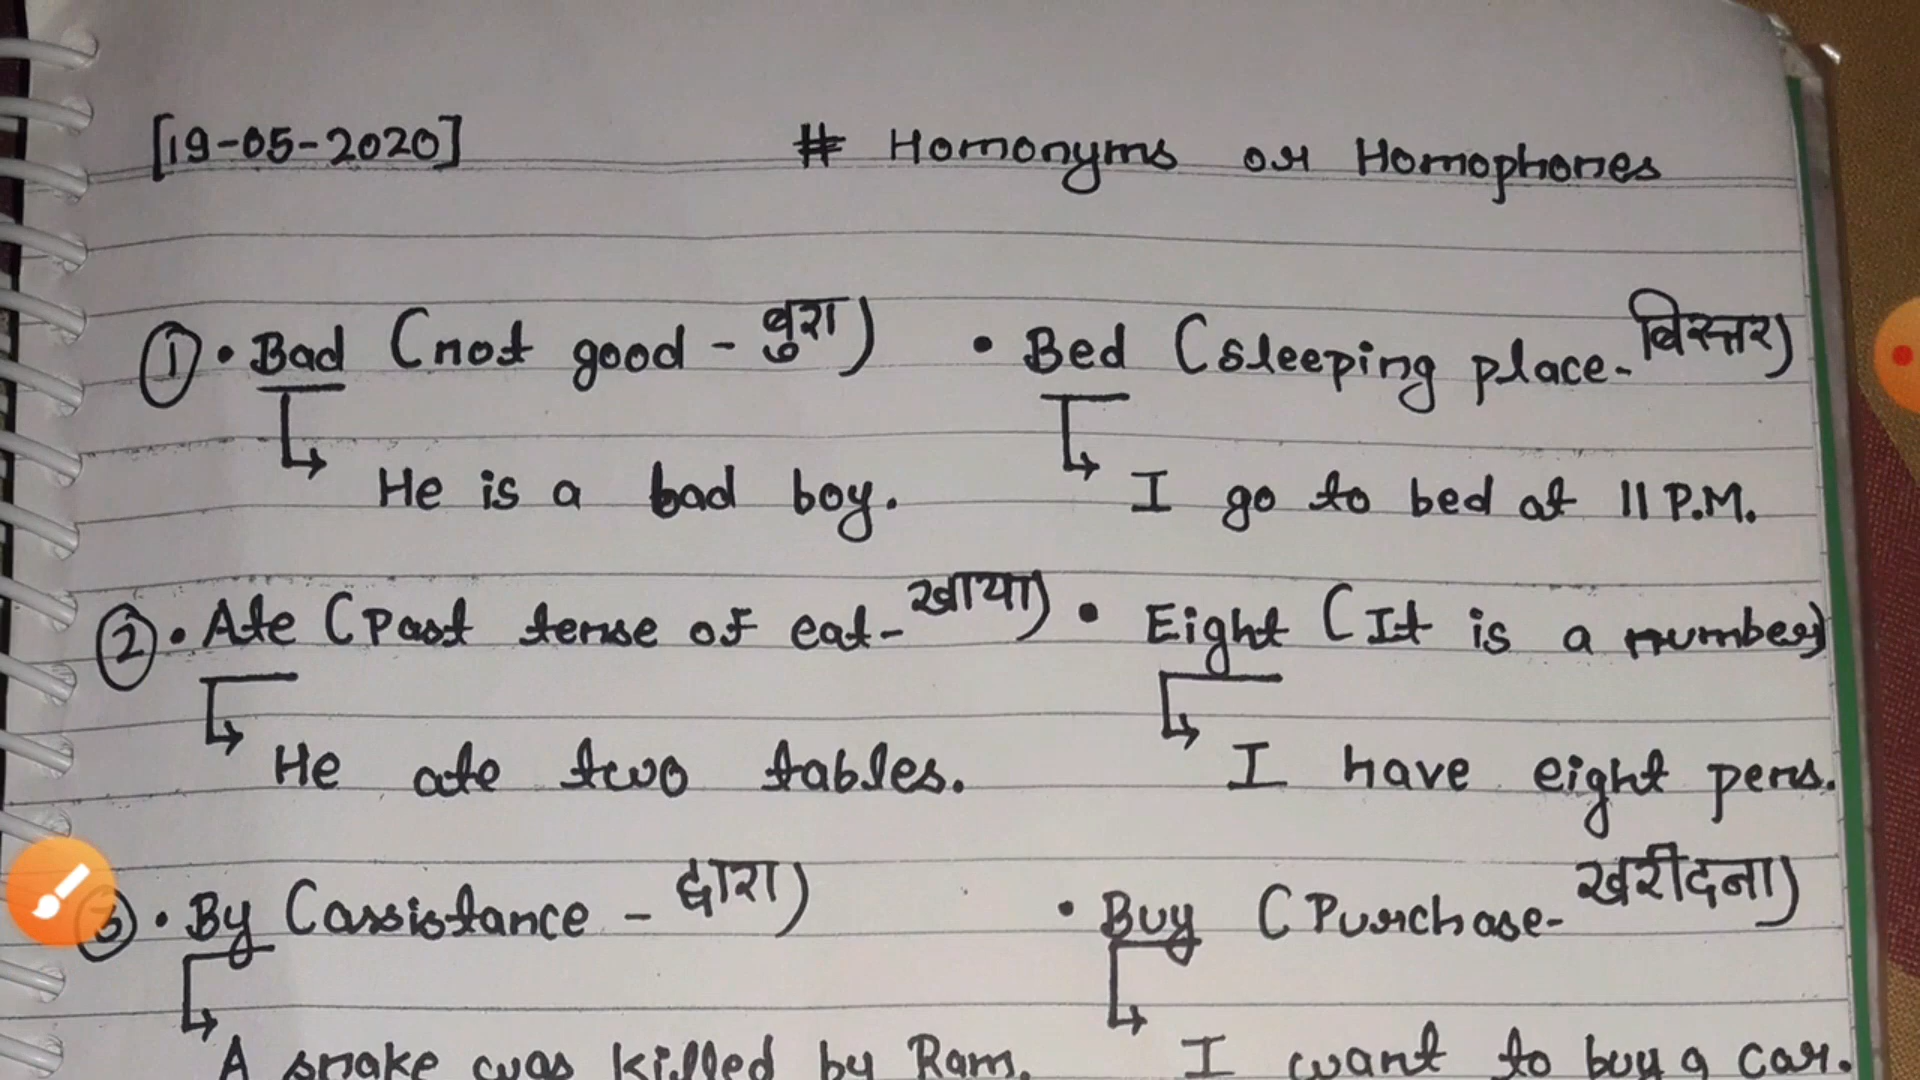 [19-05-2020] # Homonyms or Homophones
① • Bad (not good - बुरा) • Bed (sleeping place - बिस्तर)
He is a bad boy. I go to bed at 11 P.M.
② • Ate (Past tense of eat - खाया) • Eight (It is a number)
He ate two tables. I have eight pens.
③ • By (assistance - द्वारा) • Buy (Purchase - खरीदना)
A snake was killed by Ram. I want to buy a car.